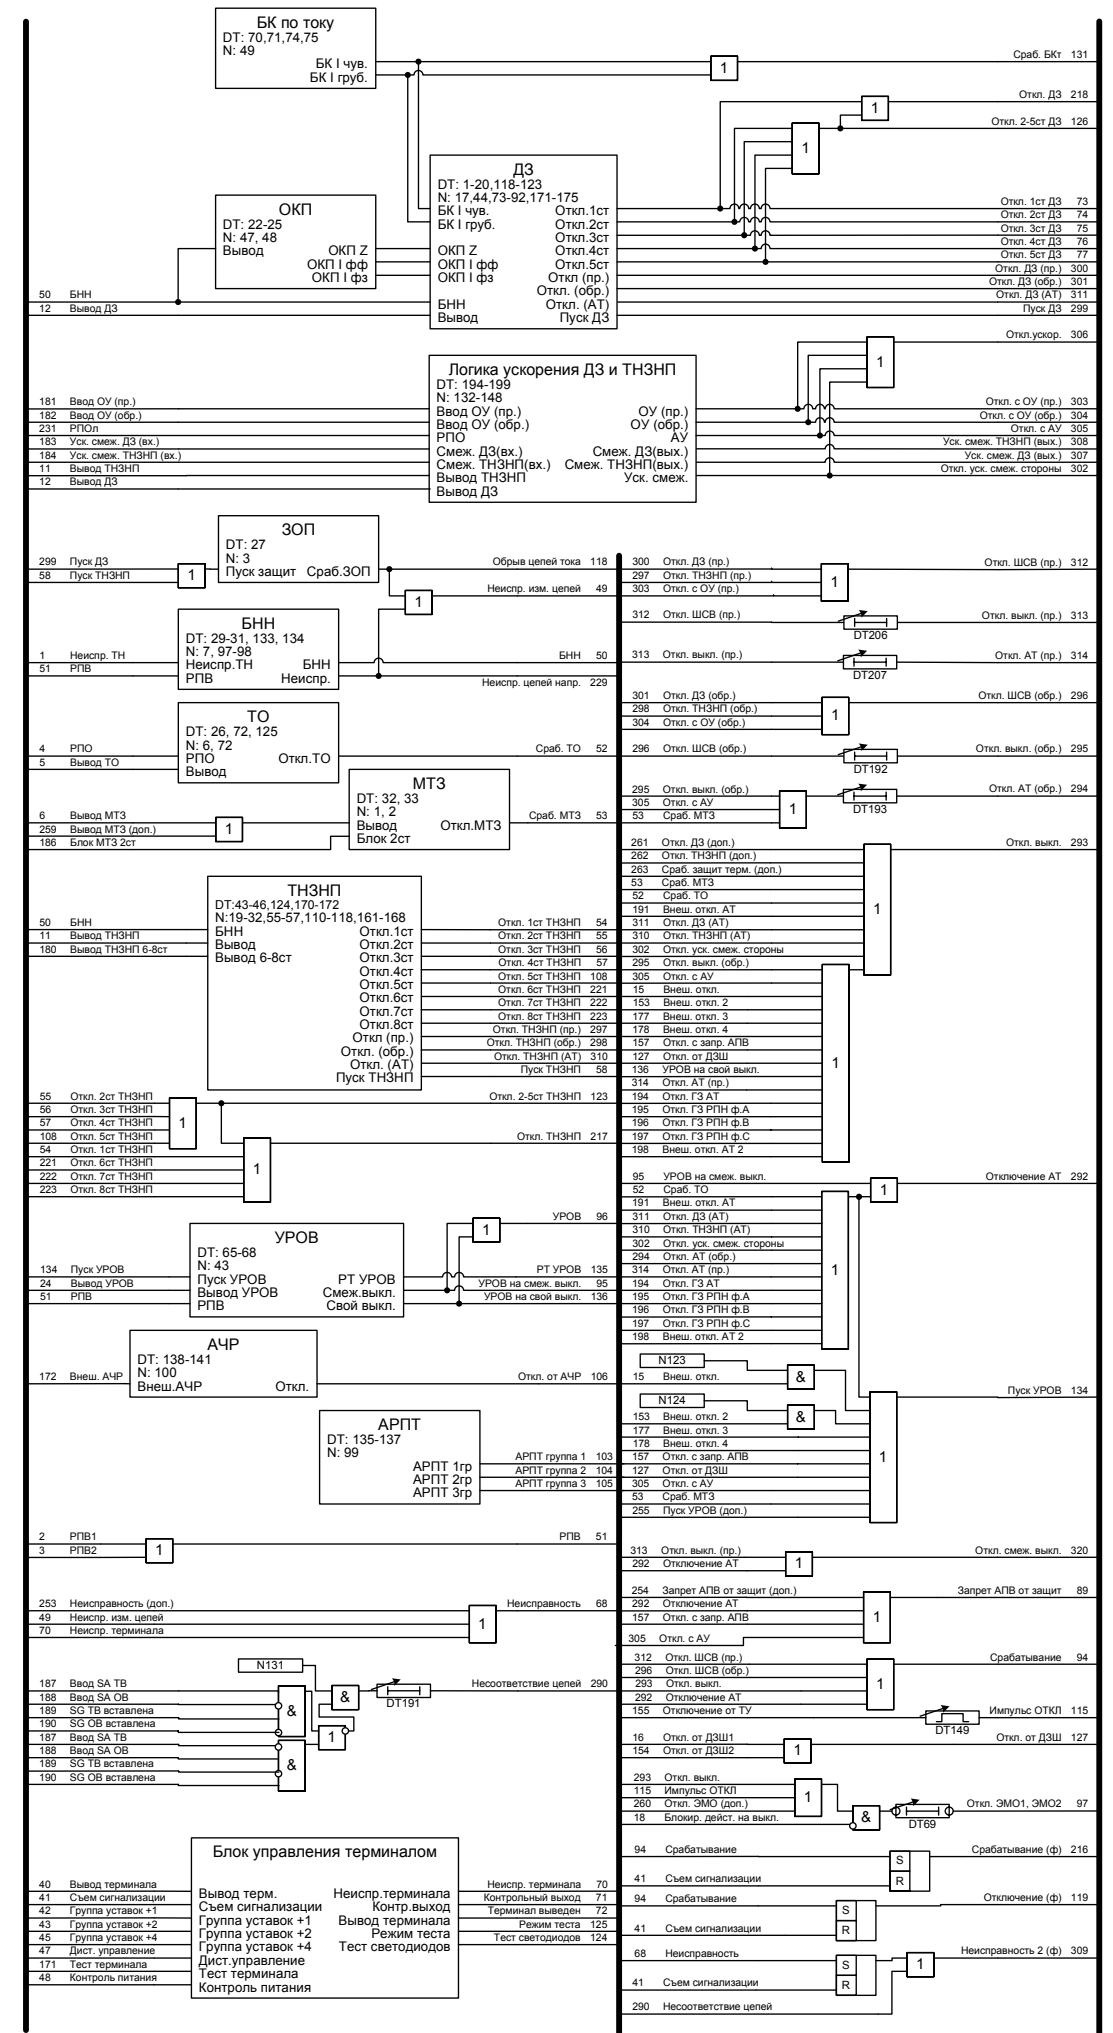 БК по току
DT: 70,71,74,75
N: 49
БК I чув.
БК I груб.
1
Сраб. БКт 131
Откл. ДЗ 218
1
Откл. 2-5ст ДЗ 126
1
ДЗ
DT: 1-20,118-123
N: 17,44,73-92,171-175
БК I чув. Откл.1ст
БК I груб. Откл.2ст
Откл.3ст
ОКП Z Откл.4ст
ОКП I фф Откл.5ст
ОКП I фз Откл (пр.)
Откл. (обр.)
БНН Откл. (АТ)
Вывод Пуск ДЗ
ОКП
DT: 22-25
N: 47, 48
Вывод ОКП Z
ОКП I фф
ОКП I фз
50 БНН
12 Вывод ДЗ
Откл. 1ст ДЗ 73
Откл. 2ст ДЗ 74
Откл. 3ст ДЗ 75
Откл. 4ст ДЗ 76
Откл. 5ст ДЗ 77
Откл. ДЗ (пр.) 300
Откл. ДЗ (обр.) 301
Откл. ДЗ (АТ) 311
Пуск ДЗ 299
Откл.ускор. 306
1
Логика ускорения ДЗ и ТНЗНП
DT: 194-199
N: 132-148
Ввод ОУ (пр.) ОУ (пр.)
Ввод ОУ (обр.) ОУ (обр.)
РПО АУ
Смеж. ДЗ(вх.) Смеж. ДЗ(вых.)
Смеж. ТНЗНП(вх.) Смеж. ТНЗНП(вых.)
Вывод ТНЗНП Уск. смеж.
Вывод ДЗ
181 Ввод ОУ (пр.)
182 Ввод ОУ (обр.)
231 РПОл
183 Уск. смеж. ДЗ (вх.)
184 Уск. смеж. ТНЗНП (вх.)
11 Вывод ТНЗНП
12 Вывод ДЗ
Откл. с ОУ (пр.) 303
Откл. с ОУ (обр.) 304
Откл. с АУ 305
Уск. смеж. ТНЗНП (вых.) 308
Уск. смеж. ДЗ (вых.) 307
Откл. уск. смеж. стороны 302
ЗОП
DT: 27
N: 3
Пуск защит Сраб.ЗОП
299 Пуск ДЗ
58 Пуск ТНЗНП
1
Обрыв цепей тока 118
Неиспр. изм. цепей 49
1
БНН
DT: 29-31, 133, 134
N: 7, 97-98
Неиспр.ТН БНН
РПВ Неиспр.
1 Неиспр. ТН
51 РПВ
БНН 50
Неиспр. цепей напр. 229
ТО
DT: 26, 72, 125
N: 6, 72
РПО Откл.ТО
Вывод
4 РПО
5 Вывод ТО
Сраб. ТО 52
МТЗ
DT: 32, 33
N: 1, 2
Вывод Откл.МТЗ
Блок 2ст
6 Вывод МТЗ
259 Вывод МТЗ (доп.)
186 Блок МТЗ 2ст
1
Сраб. МТЗ 53
ТНЗНП
DT:43-46,124,170-172
N:19-32,55-57,110-118,161-168
БНН Откл.1ст
Вывод Откл.2ст
Вывод 6-8ст Откл.3ст
Откл.4ст
Откл.5ст
Откл.6ст
Откл.7ст
Откл.8ст
Откл (пр.)
Откл. (обр.)
Откл. (АТ)
Пуск ТНЗНП
50 БНН
11 Вывод ТНЗНП
180 Вывод ТНЗНП 6-8ст
Откл. 1ст ТНЗНП 54
Откл. 2ст ТНЗНП 55
Откл. 3ст ТНЗНП 56
Откл. 4ст ТНЗНП 57
Откл. 5ст ТНЗНП 108
Откл. 6ст ТНЗНП 221
Откл. 7ст ТНЗНП 222
Откл. 8ст ТНЗНП 223
Откл. ТНЗНП (пр.) 297
Откл. ТНЗНП (обр.) 298
Откл. ТНЗНП (АТ) 310
Пуск ТНЗНП 58
55 Откл. 2ст ТНЗНП
56 Откл. 3ст ТНЗНП
57 Откл. 4ст ТНЗНП
108 Откл. 5ст ТНЗНП
54 Откл. 1ст ТНЗНП
221 Откл. 6ст ТНЗНП
222 Откл. 7ст ТНЗНП
223 Откл. 8ст ТНЗНП
1
1
Откл. 2-5ст ТНЗНП 123
Откл. ТНЗНП 217
УРОВ
DT: 65-68
N: 43
Пуск УРОВ РТ УРОВ
Вывод УРОВ Смеж.выкл.
РПВ Свой выкл.
134 Пуск УРОВ
24 Вывод УРОВ
51 РПВ
1
УРОВ 96
РТ УРОВ 135
УРОВ на смеж. выкл. 95
УРОВ на свой выкл. 136
АЧР
DT: 138-141
N: 100
Внеш.АЧР Откл.
172 Внеш. АЧР
Откл. от АЧР 106
АРПТ
DT: 135-137
N: 99
АРПТ 1гр
АРПТ 2гр
АРПТ 3гр
АРПТ группа 1 103
АРПТ группа 2 104
АРПТ группа 3 105
2 РПВ1
3 РПВ2
1
РПВ 51
253 Неисправность (доп.)
49 Неиспр. изм. цепей
70 Неиспр. терминала
1
Неисправность 68
N131
187 Ввод SA ТВ
188 Ввод SA ОВ
189 SG ТВ вставлена
190 SG ОВ вставлена
187 Ввод SA ТВ
188 Ввод SA ОВ
189 SG ТВ вставлена
190 SG ОВ вставлена
&
&
1
&
DT191
Несоответствие цепей 290
Блок управления терминалом
Вывод терм. Неиспр.терминала
Съем сигнализации Контр.выход
Группа уставок +1 Вывод терминала
Группа уставок +2 Режим теста
Группа уставок +4 Тест светодиодов
Дист.управление
Тест терминала
Контроль питания
40 Вывод терминала
41 Съем сигнализации
42 Группа уставок +1
43 Группа уставок +2
45 Группа уставок +4
47 Дист. управление
171 Тест терминала
48 Контроль питания
Неиспр. терминала 70
Контрольный выход 71
Терминал выведен 72
Режим теста 125
Тест светодиодов 124
300 Откл. ДЗ (пр.)
297 Откл. ТНЗНП (пр.)
303 Откл. с ОУ (пр.)
1
Откл. ШСВ (пр.) 312
312 Откл. ШСВ (пр.)
DT206
Откл. выкл. (пр.) 313
313 Откл. выкл. (пр.)
DT207
Откл. АТ (пр.) 314
301 Откл. ДЗ (обр.)
298 Откл. ТНЗНП (обр.)
304 Откл. с ОУ (обр.)
1
Откл. ШСВ (обр.) 296
296 Откл. ШСВ (обр.)
DT192
Откл. выкл. (обр.) 295
295 Откл. выкл. (обр.)
305 Откл. с АУ
53 Сраб. МТЗ
1
DT193
Откл. АТ (обр.) 294
261 Откл. ДЗ (доп.)
262 Откл. ТНЗНП (доп.)
263 Сраб. защит терм. (доп.)
53 Сраб. МТЗ
52 Сраб. ТО
191 Внеш. откл. АТ
311 Откл. ДЗ (АТ)
310 Откл. ТНЗНП (АТ)
302 Откл. уск. смеж. стороны
295 Откл. выкл. (обр.)
305 Откл. с АУ
15 Внеш. откл.
153 Внеш. откл. 2
177 Внеш. откл. 3
178 Внеш. откл. 4
157 Откл. с запр. АПВ
127 Откл. от ДЗШ
136 УРОВ на свой выкл.
314 Откл. АТ (пр.)
194 Откл. ГЗ АТ
195 Откл. ГЗ РПН ф.А
196 Откл. ГЗ РПН ф.В
197 Откл. ГЗ РПН ф.С
198 Внеш. откл. АТ 2
1
1
Откл. выкл. 293
95 УРОВ на смеж. выкл.
52 Сраб. ТО
191 Внеш. откл. АТ
311 Откл. ДЗ (АТ)
310 Откл. ТНЗНП (АТ)
302 Откл. уск. смеж. стороны
294 Откл. АТ (обр.)
314 Откл. АТ (пр.)
194 Откл. ГЗ АТ
195 Откл. ГЗ РПН ф.А
196 Откл. ГЗ РПН ф.В
197 Откл. ГЗ РПН ф.С
198 Внеш. откл. АТ 2
1
1
Отключение АТ 292
N123
15 Внеш. откл.
&
N124
153 Внеш. откл. 2
&
177 Внеш. откл. 3
178 Внеш. откл. 4
157 Откл. с запр. АПВ
127 Откл. от ДЗШ
305 Откл. с АУ
53 Сраб. МТЗ
255 Пуск УРОВ (доп.)
1
Пуск УРОВ 134
313 Откл. выкл. (пр.)
292 Отключение АТ
1
Откл. смеж. выкл. 320
254 Запрет АПВ от защит (доп.)
292 Отключение АТ
157 Откл. с запр. АПВ
305 Откл. с АУ
1
Запрет АПВ от защит 89
312 Откл. ШСВ (пр.)
296 Откл. ШСВ (обр.)
293 Откл. выкл.
292 Отключение АТ
1
Срабатывание 94
155 Отключение от ТУ
DT149
Импульс ОТКЛ 115
16 Откл. от ДЗШ1
154 Откл. от ДЗШ2
1
Откл. от ДЗШ 127
293 Откл. выкл.
115 Импульс ОТКЛ
260 Откл. ЭМО (доп.)
18 Блокир. дейст. на выкл.
1
&
DT69
Откл. ЭМО1, ЭМО2 97
94 Срабатывание
41 Съем сигнализации
S
R
Срабатывание (ф) 216
94 Срабатывание
41 Съем сигнализации
S
R
Отключение (ф) 119
68 Неисправность
41 Съем сигнализации
S
R
290 Несоответствие цепей
1
Неисправность 2 (ф) 309